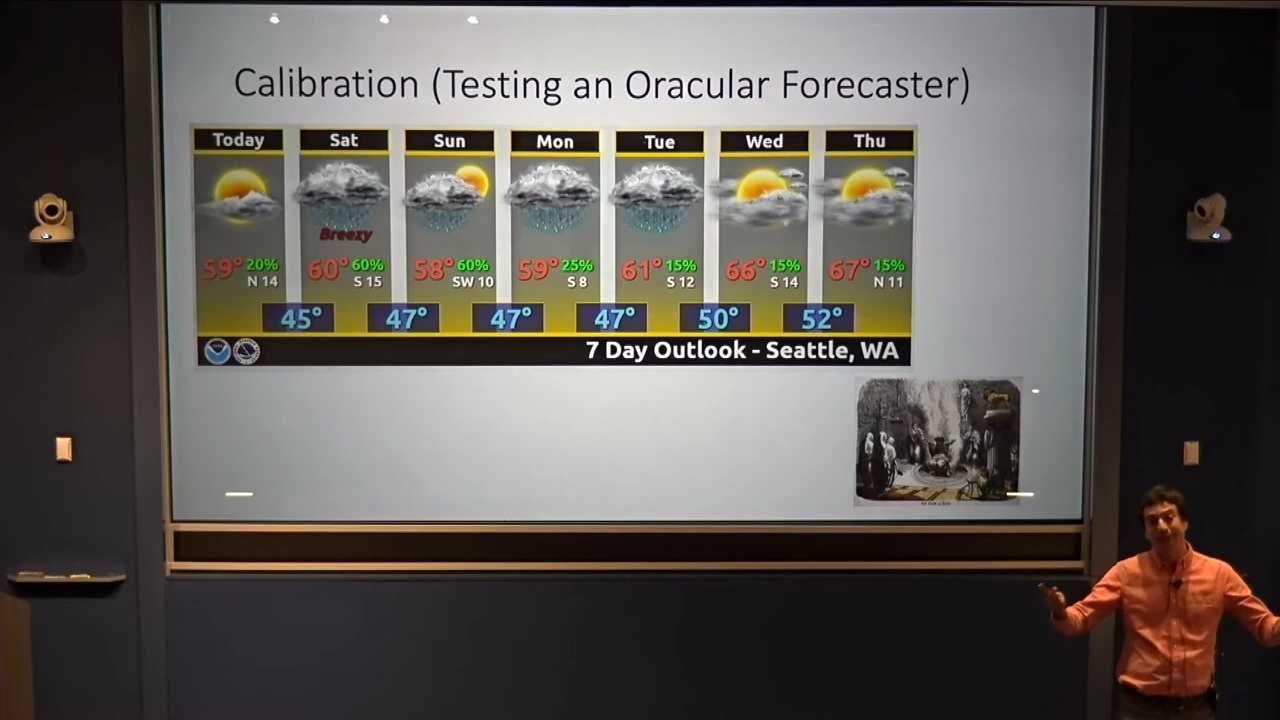 Calibration (Testing an Oracular Forecaster)
Today Sat Sun Mon Tue Wed Thu
Breezy
59° 20% 60° 60% 58° 60% 59° 25% 61° 15% 66° 15% 67° 15%
N 14 S 15 SW 10 S 8 S 12 S 14 N 11
45° 47° 47° 47° 50° 52°
7 Day Outlook - Seattle, WA